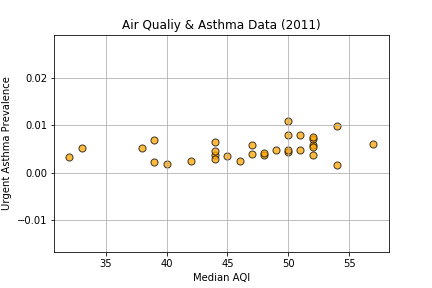 Air Qualiy & Asthma Data (2011)
Urgent Asthma Prevalence
0.02
0.01
0.00
−0.01
35 40 45 50 55
Median AQI